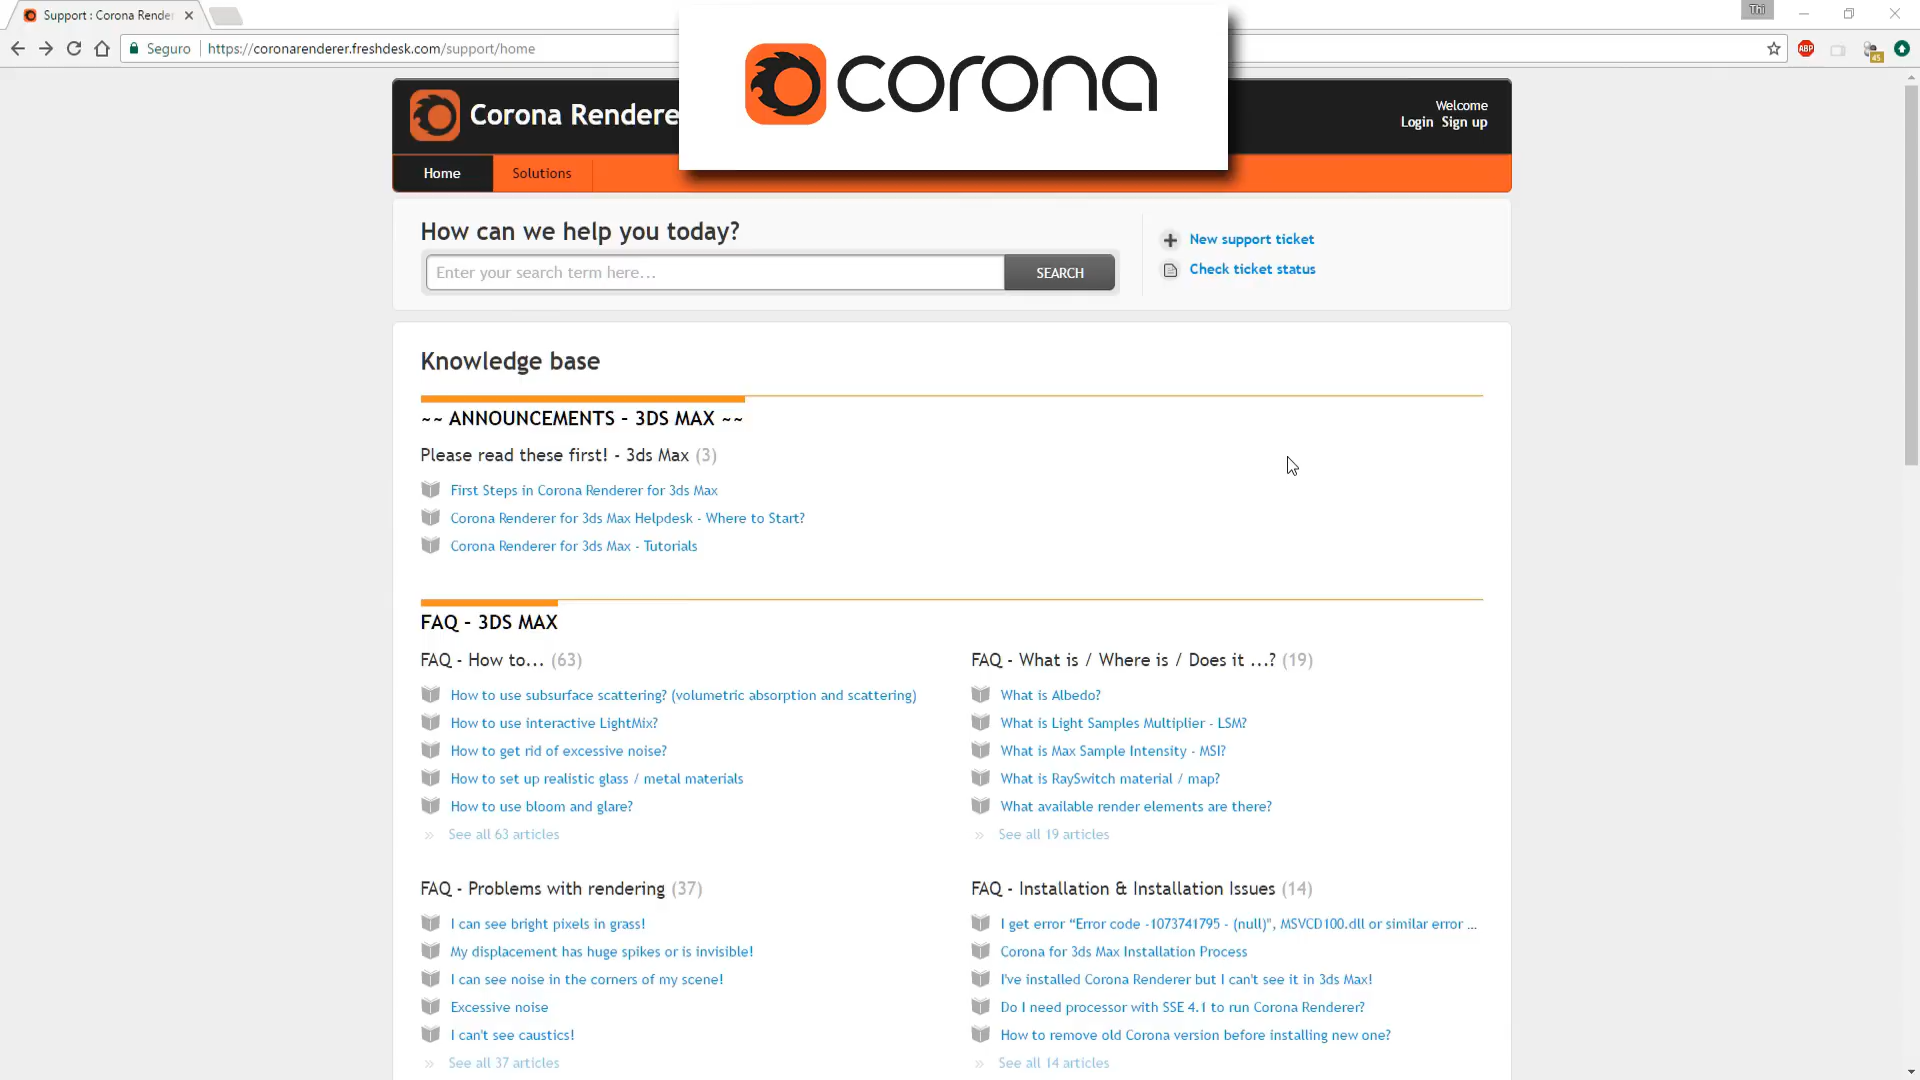 Support : Corona Rende
Thi
Seguro
https://coronarenderer.freshdesk.com/support/home
ABP
45
corona
Corona Rendere
Welcome
Login Sign up
Home
Solutions
How can we help you today?
Enter your search term here...
SEARCH
New support ticket
Check ticket status
Knowledge base
~~ ANNOUNCEMENTS - 3DS MAX ~~
Please read these first! - 3ds Max (3)
First Steps in Corona Renderer for 3ds Max
Corona Renderer for 3ds Max Helpdesk - Where to Start?
Corona Renderer for 3ds Max - Tutorials
FAQ - 3DS MAX
FAQ - How to... (63)
How to use subsurface scattering? (volumetric absorption and scattering)
How to use interactive LightMix?
How to get rid of excessive noise?
How to set up realistic glass / metal materials
How to use bloom and glare?
See all 63 articles
FAQ - What is / Where is / Does it ...? (19)
What is Albedo?
What is Light Samples Multiplier - LSM?
What is Max Sample Intensity - MSI?
What is RaySwitch material / map?
What available render elements are there?
See all 19 articles
FAQ - Problems with rendering (37)
I can see bright pixels in grass!
My displacement has huge spikes or is invisible!
I can see noise in the corners of my scene!
Excessive noise
I can't see caustics!
See all 37 articles
FAQ - Installation & Installation Issues (14)
I get error “Error code -1073741795 - (null)", MSVCD100.dll or similar error ...
Corona for 3ds Max Installation Process
I've installed Corona Renderer but I can't see it in 3ds Max!
Do I need processor with SSE 4.1 to run Corona Renderer?
How to remove old Corona version before installing new one?
See all 14 articles